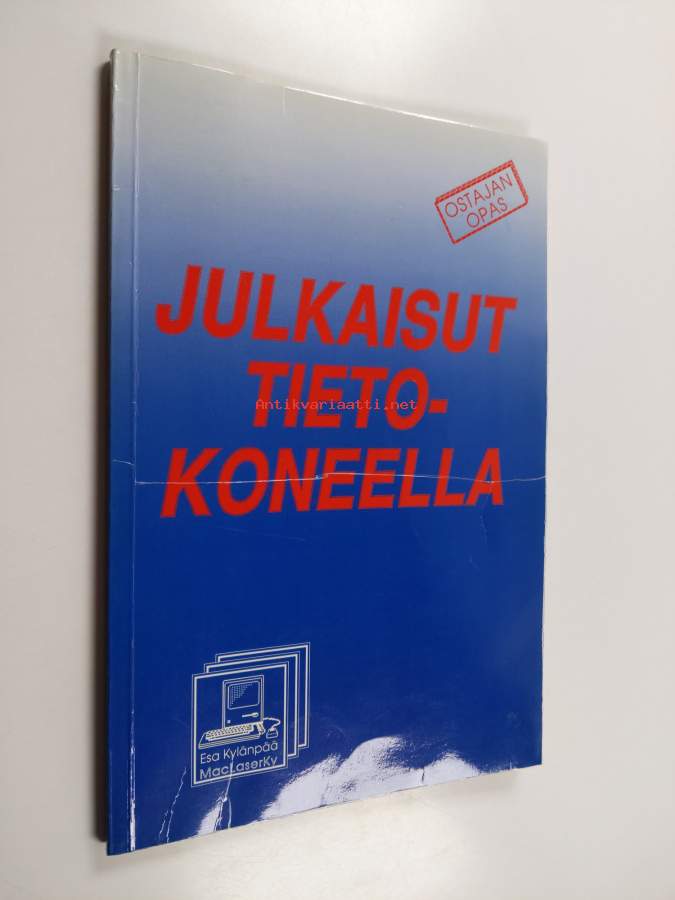 OSTAJAN
OPAS
JULKAISUT
TIETO-
Antikvariaatti.net
KONEELLA
Esa Kylänpää
MacLaserKy